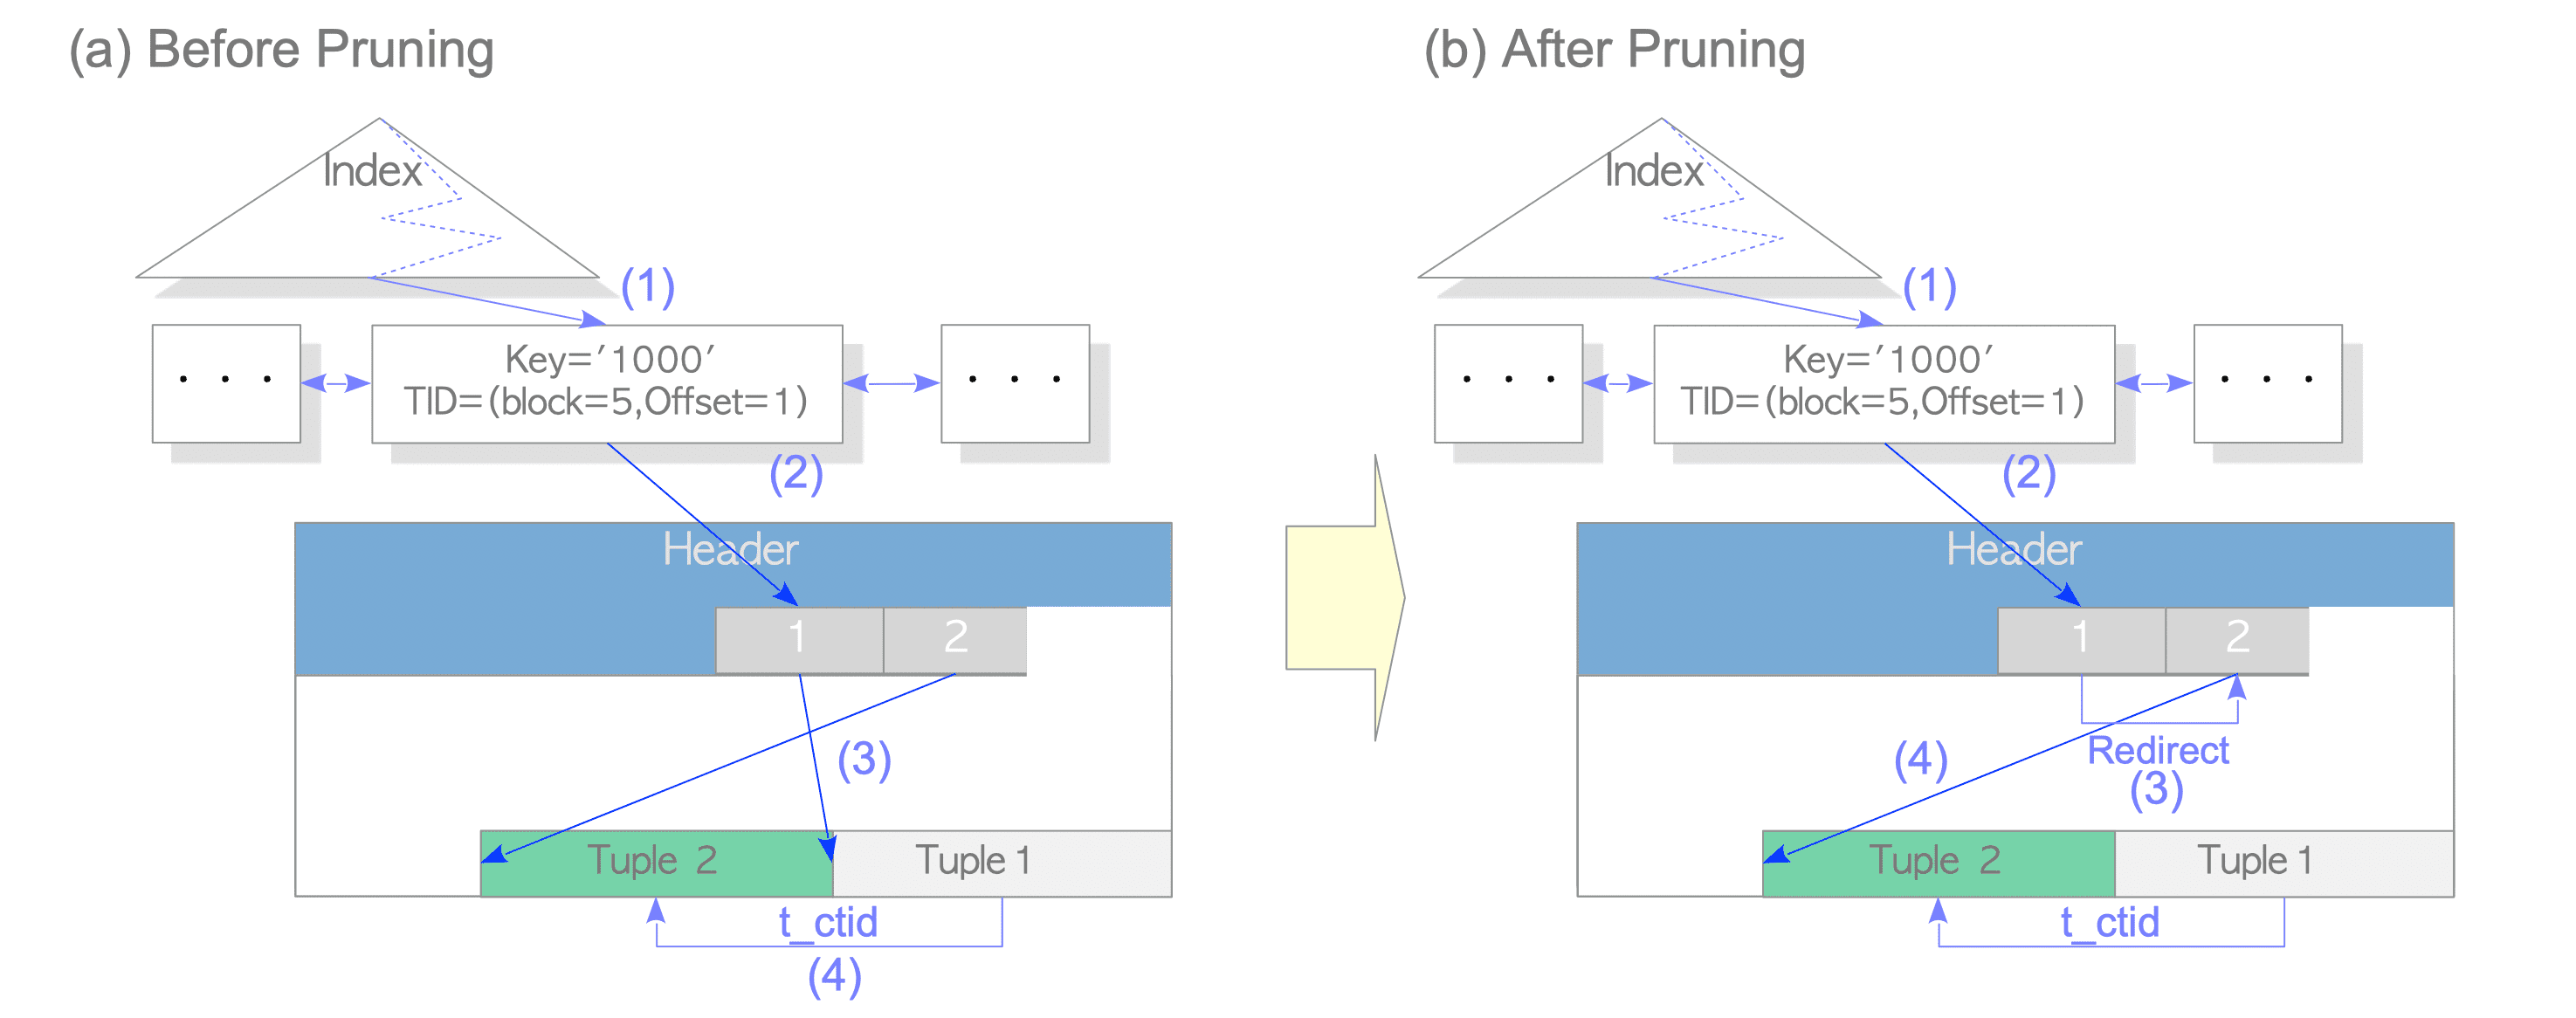 (a) Before Pruning
Index
(1)
. . .
Key='1000'
TID=(block=5,Offset=1)
. . .
(2)
Header
1
2
(3)
Tuple 2
Tuple 1
t_ctid
(4)
(b) After Pruning
Index
(1)
. . .
Key='1000'
TID=(block=5,Offset=1)
. . .
(2)
Header
1
2
Redirect
(3)
(4)
Tuple 2
Tuple 1
t_ctid